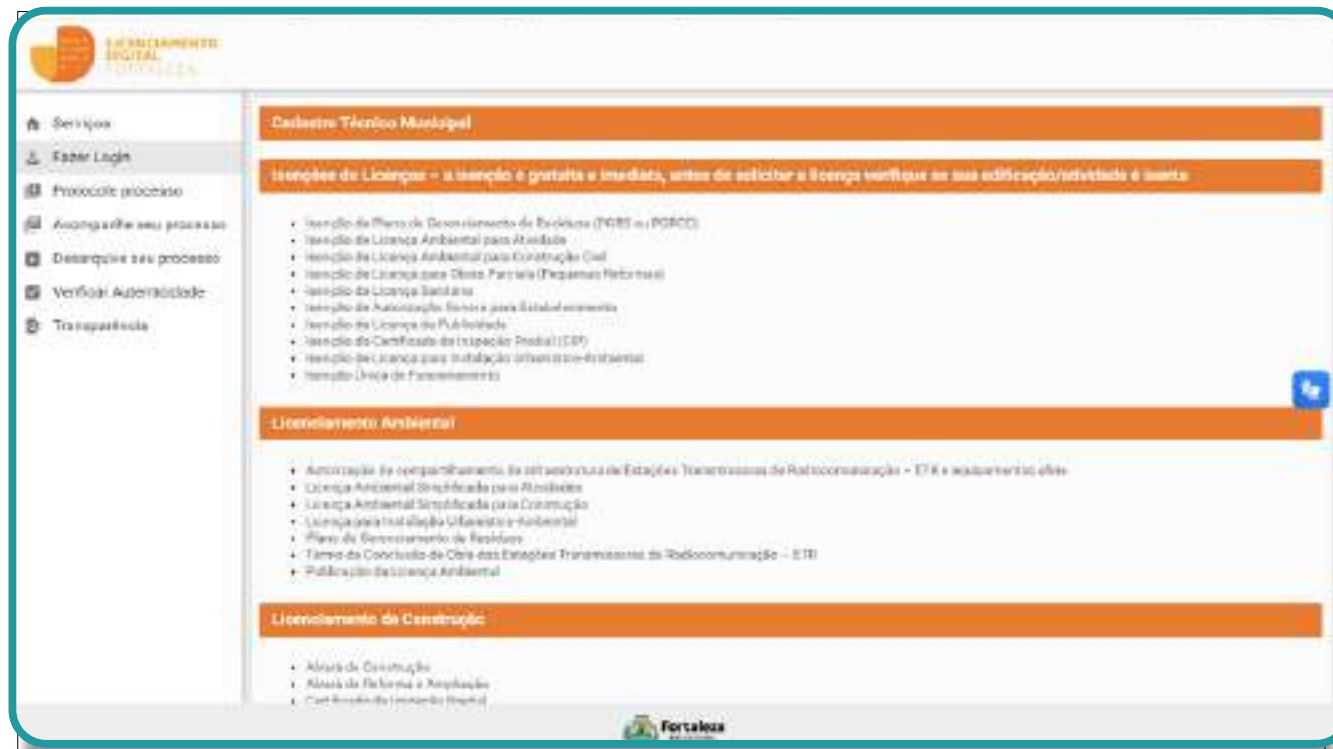 LICENCIAMENTO
DIGITAL
FORTALEZA
Serviços
Fazer Login
Protocole processo
Acompanhe seu processo
Desarquive seu processo
Verificar Autenticidade
Transparência
Cadastro Técnico Municipal
Isenções de Licenças – a isenção é gratuita e imediata, antes de solicitar a licença verifique se sua edificação/atividade é isenta
Isenção de Plano de Gerenciamento de Resíduos (PGRS ou PGRCC)
Isenção de Licença Ambiental para Atividade
Isenção de Licença Ambiental para Construção Civil
Isenção de Licença para Obras Parciais (Pequenas Reformas)
Isenção de Licença Sanitária
Isenção de Autorização Sonora para Estabelecimento
Isenção de Licença de Publicidade
Isenção do Certificado de Inspeção Predial (CIP)
Isenção de Licença para Instalação Urbanístico-Ambiental
Isenção Única de Funcionamento
Licenciamento Ambiental
Autorização de compartilhamento de infraestrutura de Estações Transmissoras de Radiocomunicação – ETR e equipamentos afins
Licença Ambiental Simplificada para Atividades
Licença Ambiental Simplificada para Construção
Licença para Instalação Urbanístico-Ambiental
Plano de Gerenciamento de Resíduos
Termo de Conclusão de Obra das Estações Transmissoras de Radiocomunicação – ETR
Publicação da Licença Ambiental
Licenciamento da Construção
Alvará de Construção
Alvará de Reforma e Ampliação
Certificado de Inspeção Predial
Fortaleza